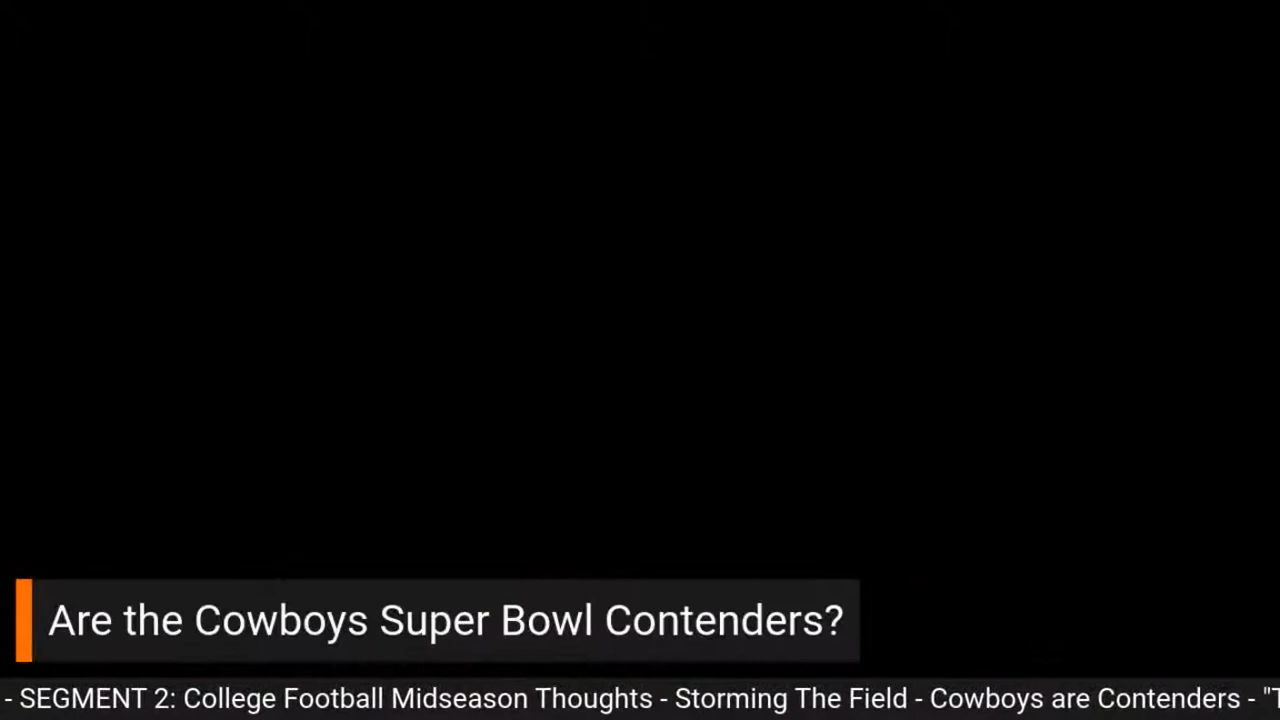 Are the Cowboys Super Bowl Contenders?
- SEGMENT 2: College Football Midseason Thoughts - Storming The Field - Cowboys are Contenders - "